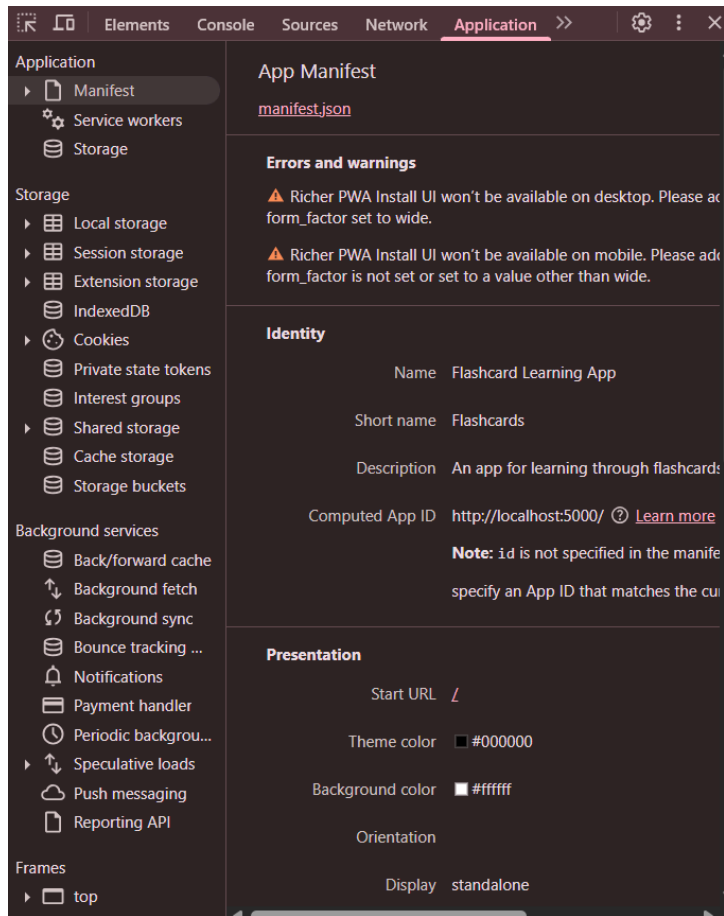 Elements Console Sources Network Application
Application
Manifest
Service workers
Storage
Storage
Local storage
Session storage
Extension storage
IndexedDB
Cookies
Private state tokens
Interest groups
Shared storage
Cache storage
Storage buckets
Background services
Back/forward cache
Background fetch
Background sync
Bounce tracking ...
Notifications
Payment handler
Periodic backgrou...
Speculative loads
Push messaging
Reporting API
Frames
top
App Manifest
manifest.json
Errors and warnings
Richer PWA Install UI won't be available on desktop. Please
form_factor set to wide.
Richer PWA Install UI won't be available on mobile. Please add
form_factor is not set or set to a value other than wide.
Identity
Name Flashcard Learning App
Short name Flashcards
Description An app for learning through flashcards
Computed App ID http://localhost:5000/ Learn more
Note: id is not specified in the
specify an App ID that matches the
Presentation
Start URL /
Theme color #000000
Background color #ffffff
Orientation
Display standalone